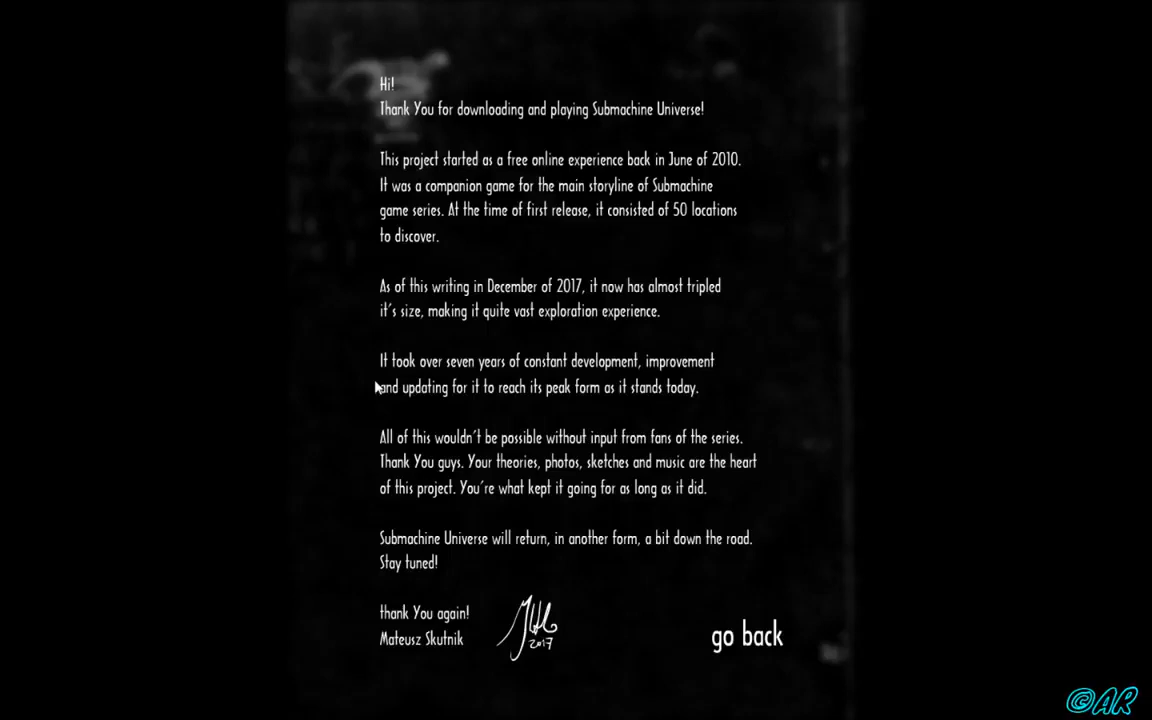 Hi!
Thank You for downloading and playing Submachine Universe!
This project started as a free online experience back in June of 2010.
It was a companion game for the main storyline of Submachine
game series. At the time of first release, it consisted of 50 locations
to discover.
As of this writing in December of 2017, it now has almost tripled
it's size, making it quite vast exploration experience.
It took over seven years of constant development, improvement
and updating for it to reach its peak form as it stands today.
All of this wouldn't be possible without input from fans of the series.
Thank You guys. Your theories, photos, sketches and music are the heart
of this project. You're what kept it going for as long as it did.
Submachine Universe will return, in another form, a bit down the road.
Stay tuned!
thank You again!
Mateusz Skutnik
2017
go back
©AR